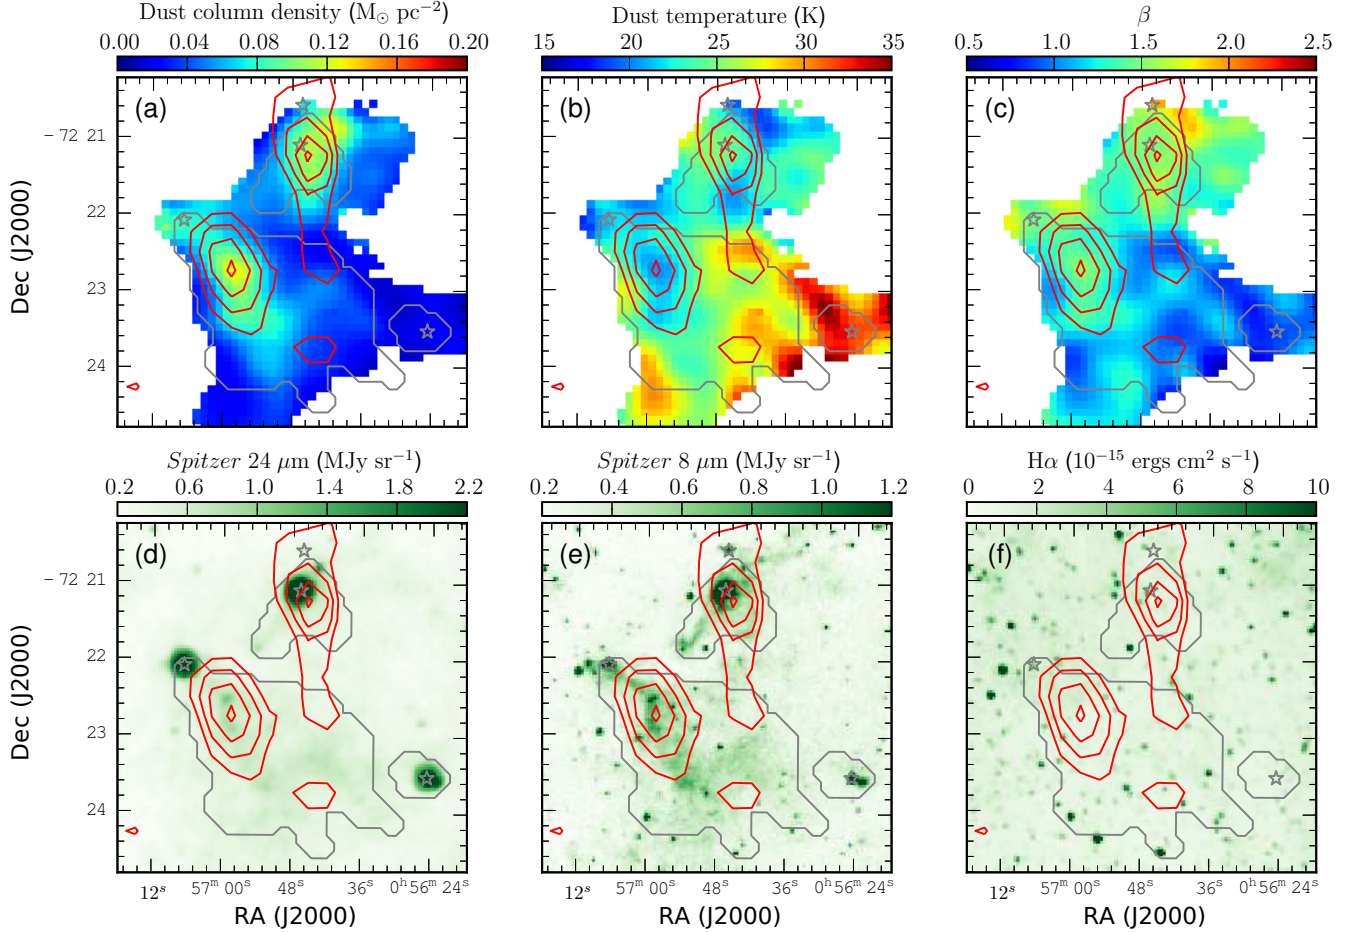 Dust column density (M⊙ pc−2)
Dust temperature (K)
β
0.00 0.04 0.08 0.12 0.16 0.20
15 20 25 30 35
0.5 1.0 1.5 2.0 2.5
(a)
(b)
(c)
− 72 21
22
23
24
Dec (J2000)
Spitzer 24 μm (MJy sr−1)
Spitzer 8 μm (MJy sr−1)
Hα (10−15 ergs cm2 s−1)
0.2 0.6 1.0 1.4 1.8 2.2
0.2 0.4 0.6 0.8 1.0 1.2
0 2 4 6 8 10
(d)
(e)
(f)
− 72 21
22
23
24
Dec (J2000)
12s 57m 00s 48s 36s 0h 56m 24s
12s 57m 00s 48s 36s 0h 56m 24s
12s 57m 00s 48s 36s 0h 56m 24s
RA (J2000)
RA (J2000)
RA (J2000)